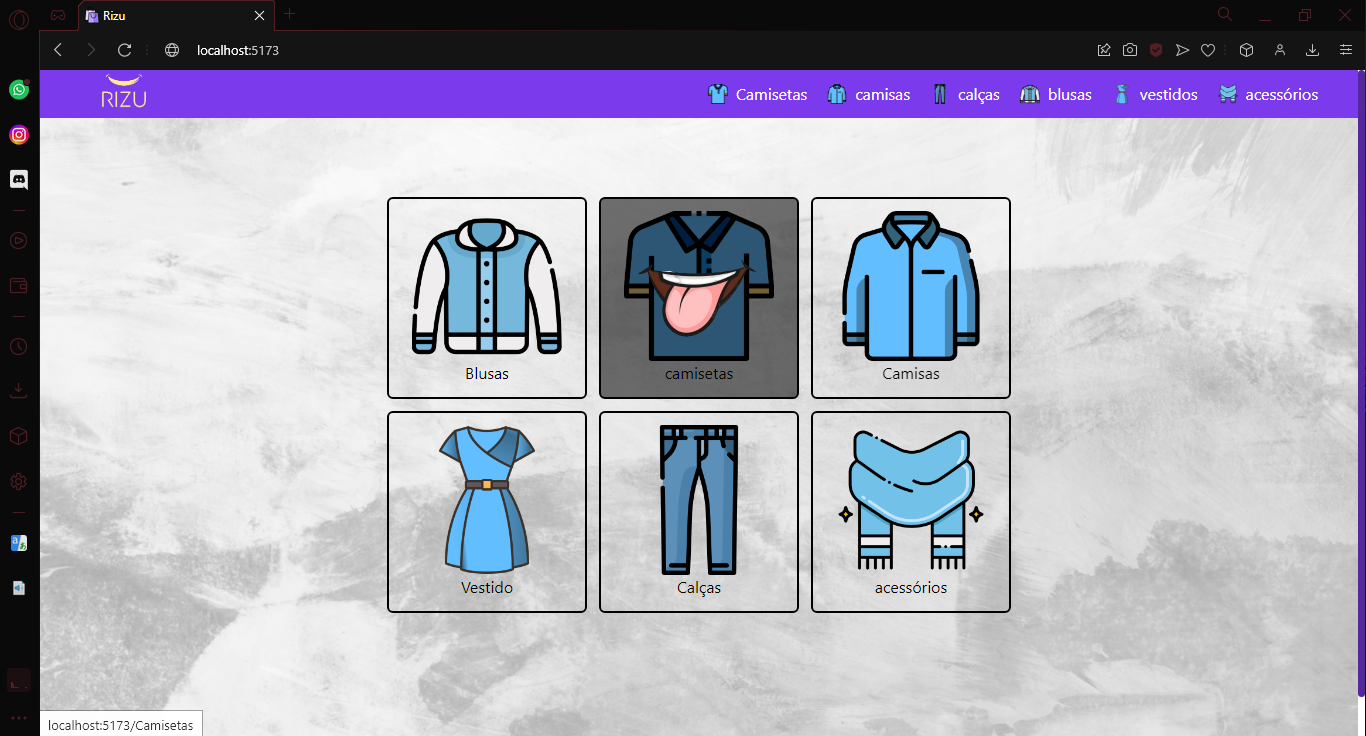 Rizu
localhost:5173
RIZU
Camisetas camisas calças blusas vestidos acessórios
Blusas camisetas Camisas
Vestido Calças acessórios
localhost:5173/Camisetas